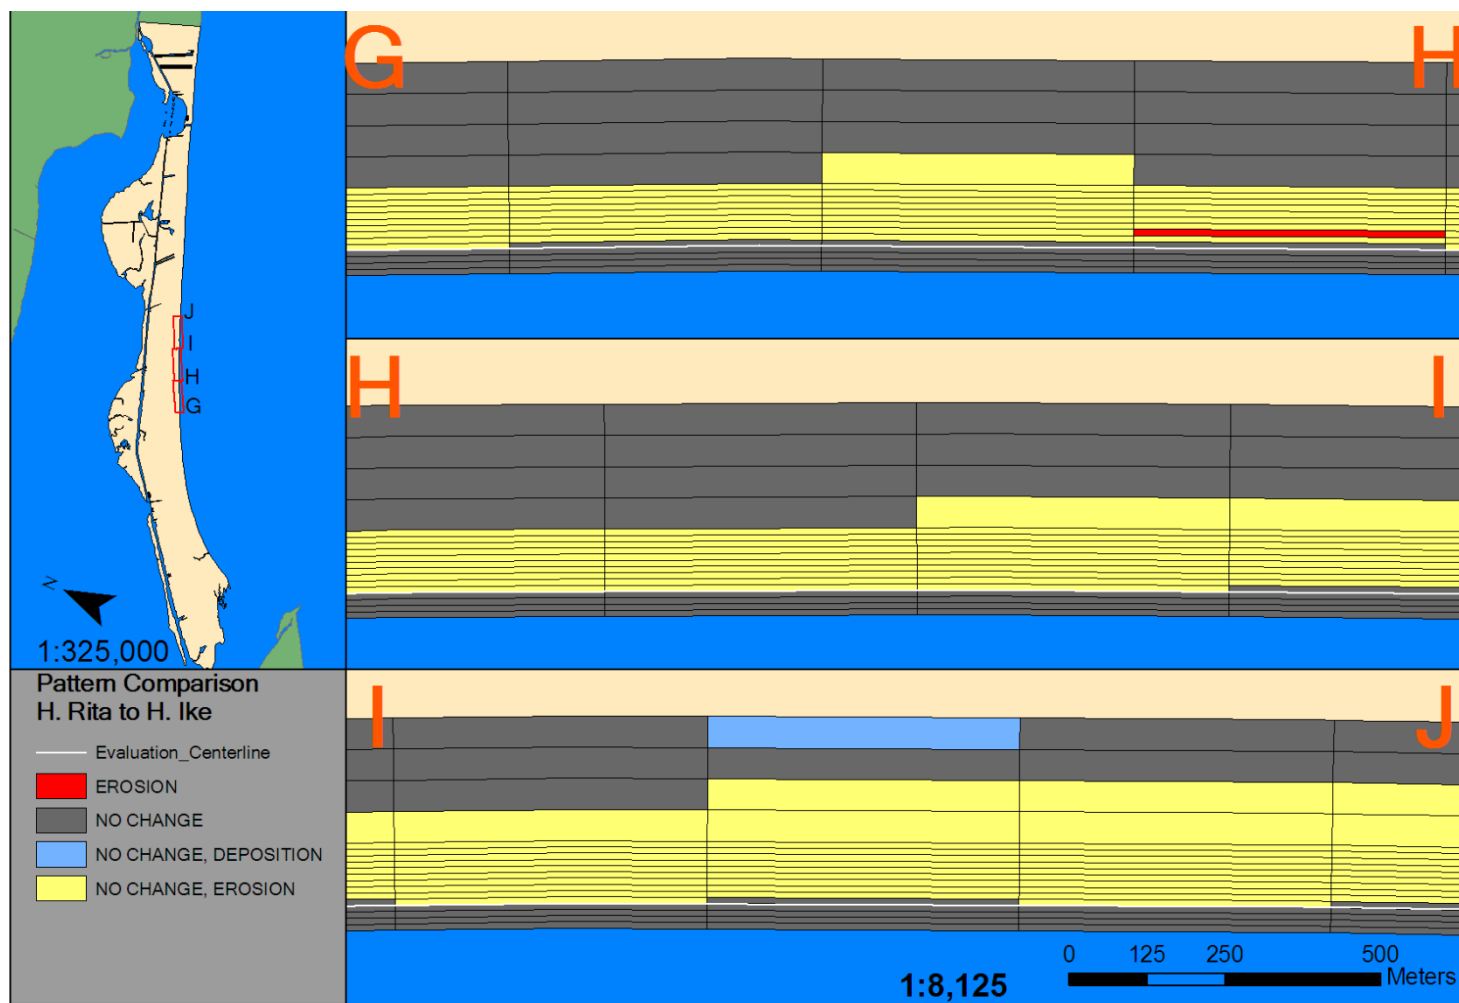 G
H
J
I
H
G
N
1:325,000
H
I
Pattern Comparison
H. Rita to H. Ike
Evaluation_Centerline
EROSION
NO CHANGE
NO CHANGE, DEPOSITION
NO CHANGE, EROSION
I
J
0 125 250 500
Meters
1:8,125